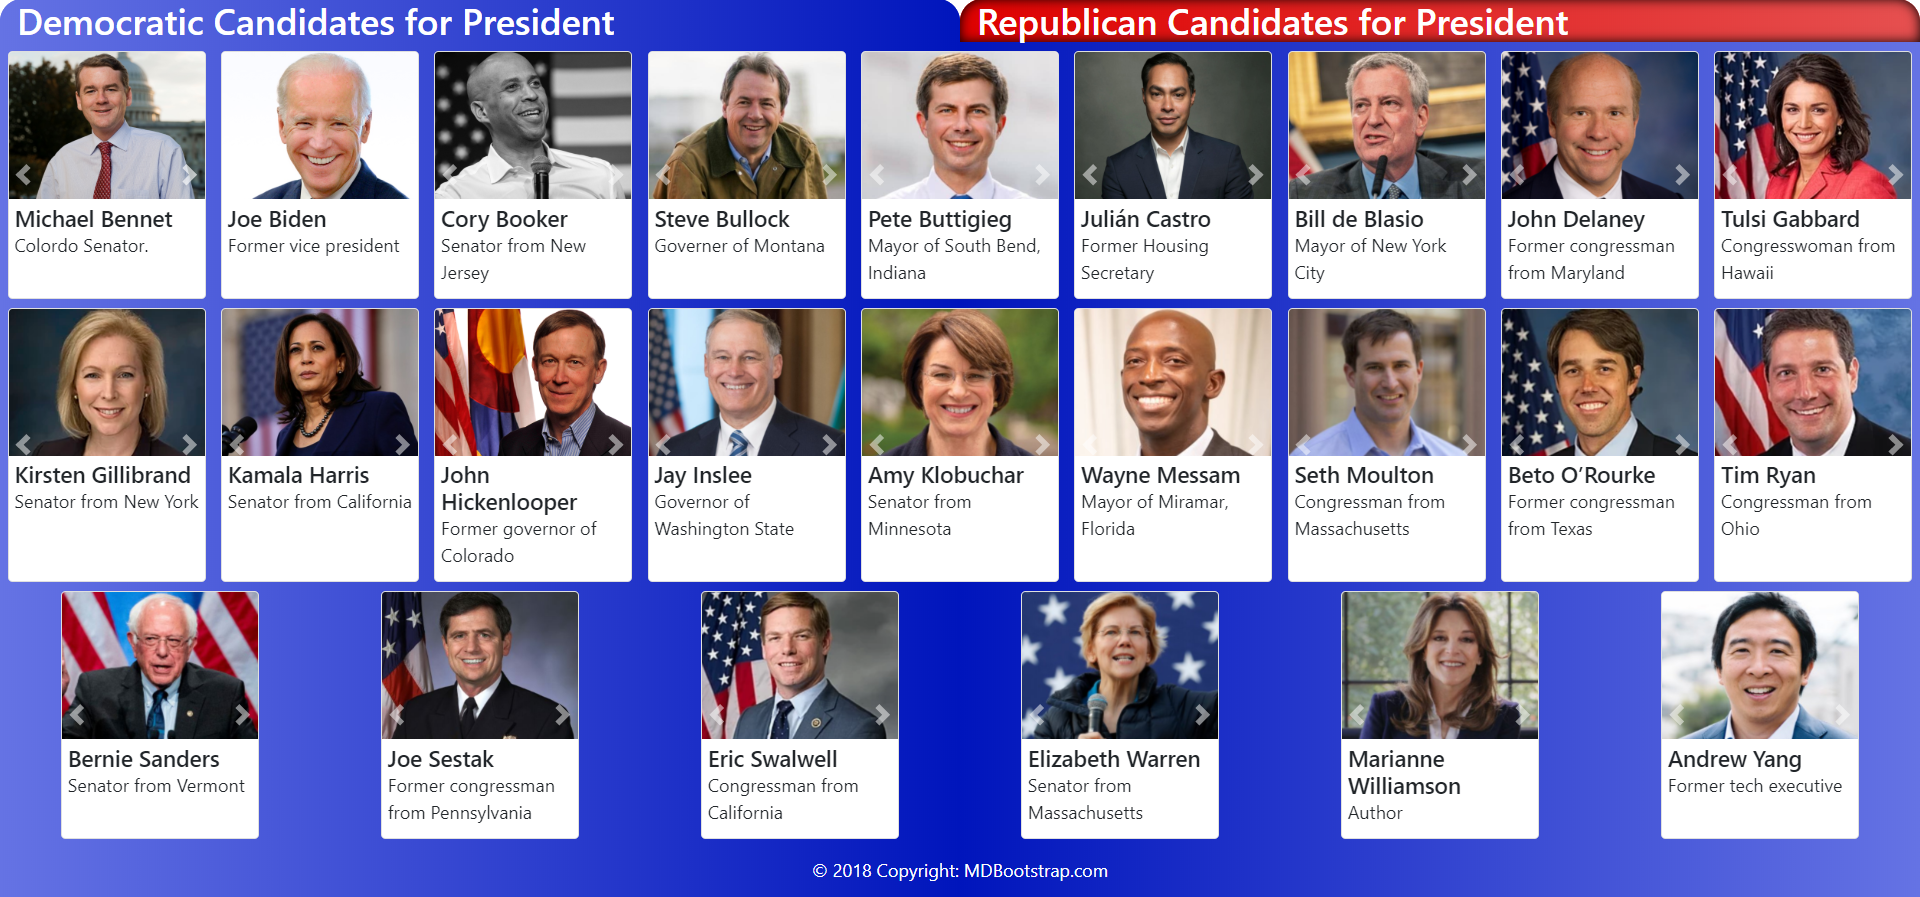 Democratic Candidates for President
Republican Candidates for President
Michael Bennet
Colordo Senator.
Joe Biden
Former vice president
Cory Booker
Senator from New
Jersey
Steve Bullock
Governer of Montana
Pete Buttigieg
Mayor of South Bend,
Indiana
Julián Castro
Former Housing
Secretary
Bill de Blasio
Mayor of New York
City
John Delaney
Former congressman
from Maryland
Tulsi Gabbard
Congresswoman from
Hawaii
Kirsten Gillibrand
Senator from New York
Kamala Harris
Senator from California
John
Hickenlooper
Former governor of
Colorado
Jay Inslee
Governor of
Washington State
Amy Klobuchar
Senator from
Minnesota
Wayne Messam
Mayor of Miramar,
Florida
Seth Moulton
Congressman from
Massachusetts
Beto O’Rourke
Former congressman
from Texas
Tim Ryan
Congressman from
Ohio
Bernie Sanders
Senator from Vermont
Joe Sestak
Former congressman
from Pennsylvania
Eric Swalwell
Congressman from
California
Elizabeth Warren
Senator from
Massachusetts
Marianne
Williamson
Author
Andrew Yang
Former tech executive
© 2018 Copyright: MDBootstrap.com